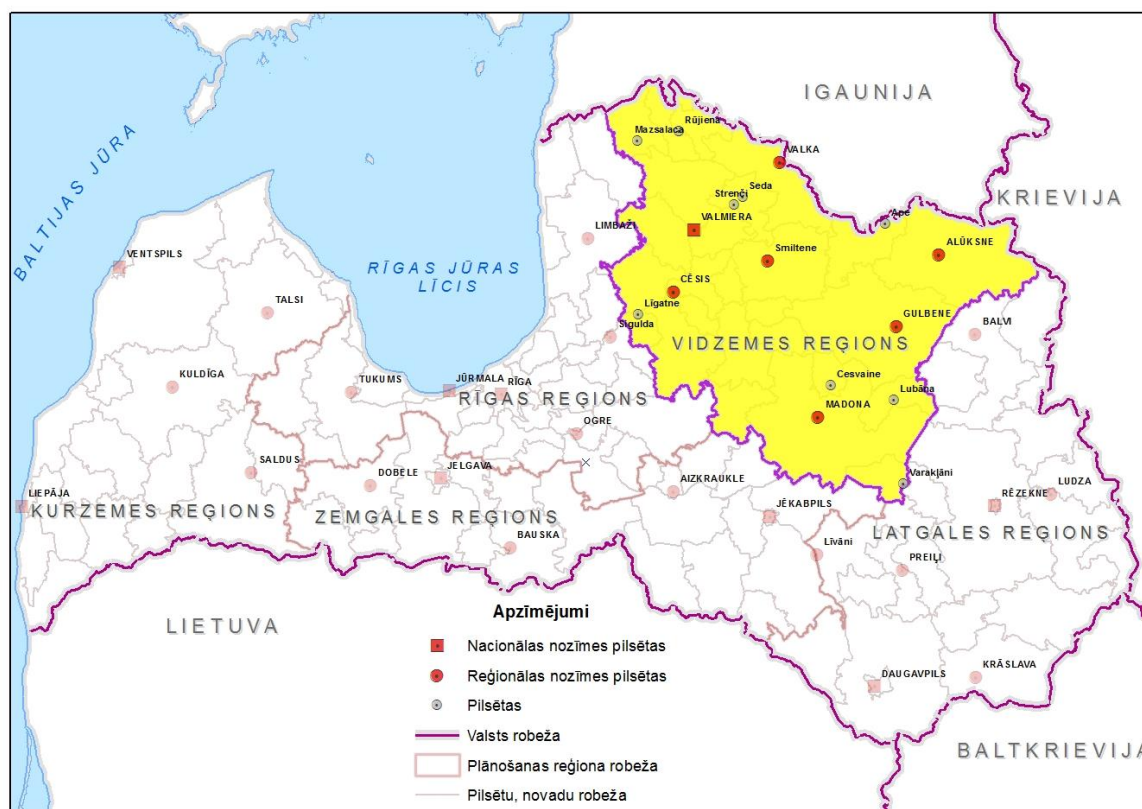 IGAUNIJA
BALTIJAS JŪRA
Rūjiena
Mazsalaca
VALKA
KRIEVIJA
Seda
Strenči
Ape
VALMIERA
LIMBAŽI
ALŪKSNE
Smiltene
VENTSPILS
RĪGAS JŪRAS
LĪCIS
CĒSIS
TALSI
Līgatne
GULBENE
Sigulda
BALVI
VIDZEMES REĢIONS
KULDĪGA
TUKUMS
JŪRMALA
RĪGA
Cesvaine
Lubāna
RĪGAS REĢIONS
MADONA
OGRE
SALDUS
DOBELE
JELGAVA
AIZKRAUKLE
Varakļāni
LUDZA
LIEPĀJA
RĒZEKNE
KURZEMES REĢIONS
ZEMGALES REĢIONS
JĒKABPILS
LATGALES REĢIONS
BAUSKA
Līvāni
PREIĻI
LIETUVA
Apzīmējumi
Nacionālas nozīmes pilsētas
Reģionālas nozīmes pilsētas
Pilsētas
Valsts robeža
Plānošanas reģiona robeža
Pilsētu, novadu robeža
DAUGAVPILS
KRĀSLAVA
BALTKRIEVIJA